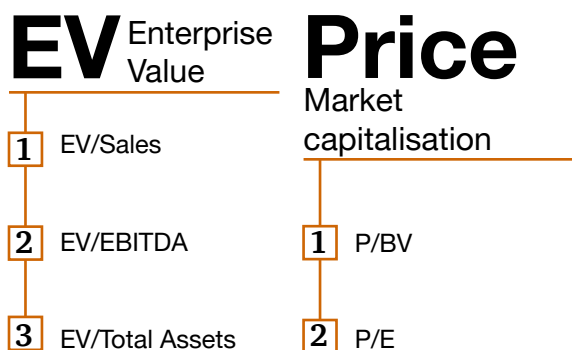 EV Enterprise
Value
1 EV/Sales
2 EV/EBITDA
3 EV/Total Assets
Price
Market
capitalisation
1 P/BV
2 P/E